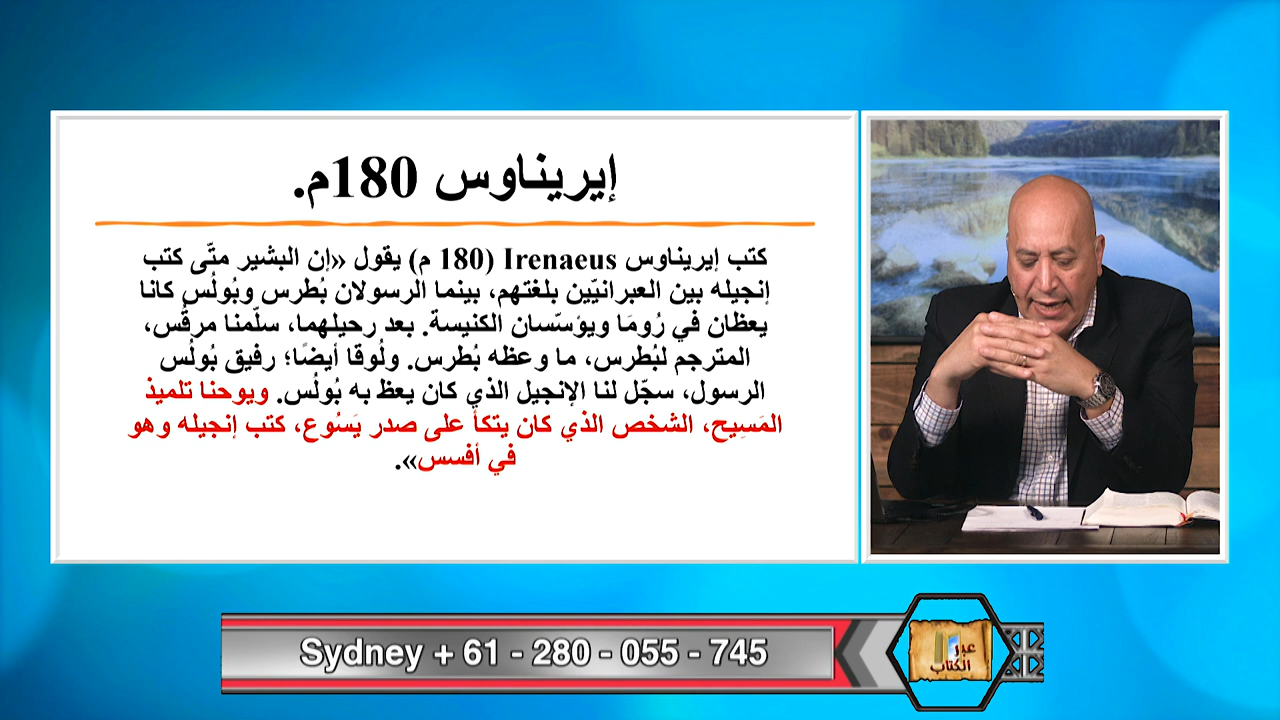 إيريناوس 180م.
كتب إيريناوس Irenaeus (180 م) يقول «إن البشير متّى كتب
إنجيله بين العبرانيّين بلغتهم، بينما الرسولان بُطرس وبُولُس كانا
يعظان في رُومَا ويؤسّسان الكنيسة. بعد رحيلهما، سلّمنا مرقُس،
المترجم لبُطرس، ما وعظه بُطرس. ولُوقا أيضًا؛ رفيق بُولُس
الرسول، سجّل لنا الإنجيل الذي كان يعظ به بُولُس. ويوحنا تلميذ
المَسِيح، الشخص الذي كان يتكأ على صدر يَسُوع، كتب إنجيله وهو
في أفسس».
Sydney + 61 - 280 - 055 - 745
عبر
الكتاب